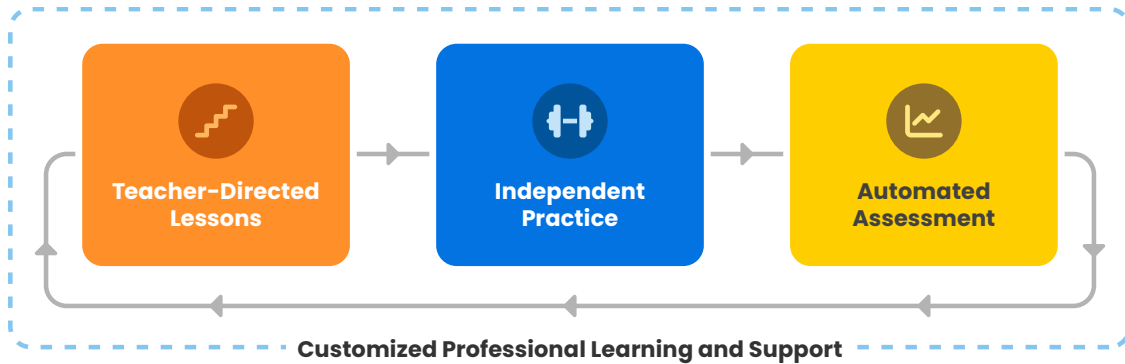 Teacher-Directed
Lessons
Independent
Practice
Automated
Assessment
Customized Professional Learning and Support